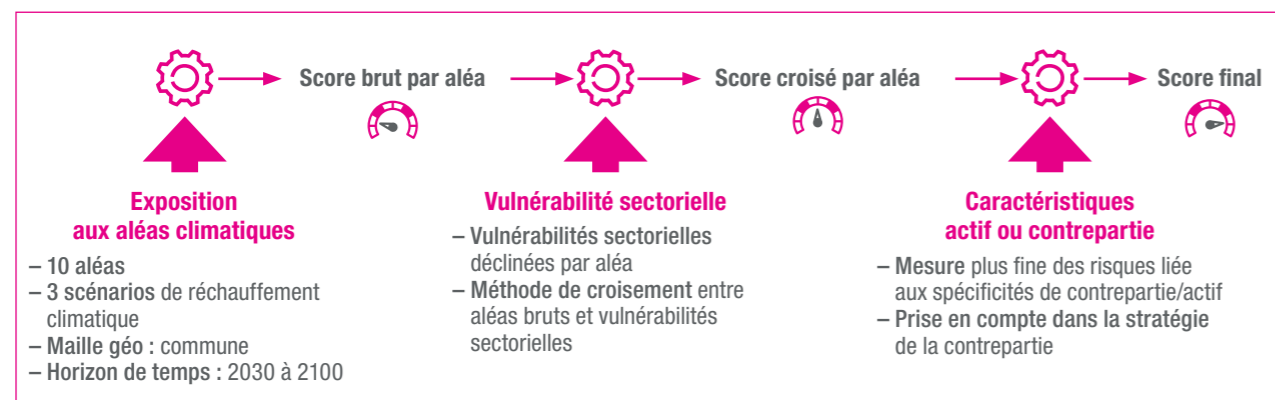 Score brut par aléa
Score croisé par aléa
Score final
Exposition
aux aléas climatiques
– 10 aléas
– 3 scénarios de réchauffement
climatique
– Maille géo : commune
– Horizon de temps : 2030 à 2100
Vulnérabilité sectorielle
– Vulnérabilités sectorielles
déclinées par aléa
– Méthode de croisement entre
aléas bruts et vulnérabilités
sectorielles
Caractéristiques
actif ou contrepartie
– Mesure plus fine des risques liée
aux spécificités de contrepartie/actif
– Prise en compte dans la stratégie
de la contrepartie